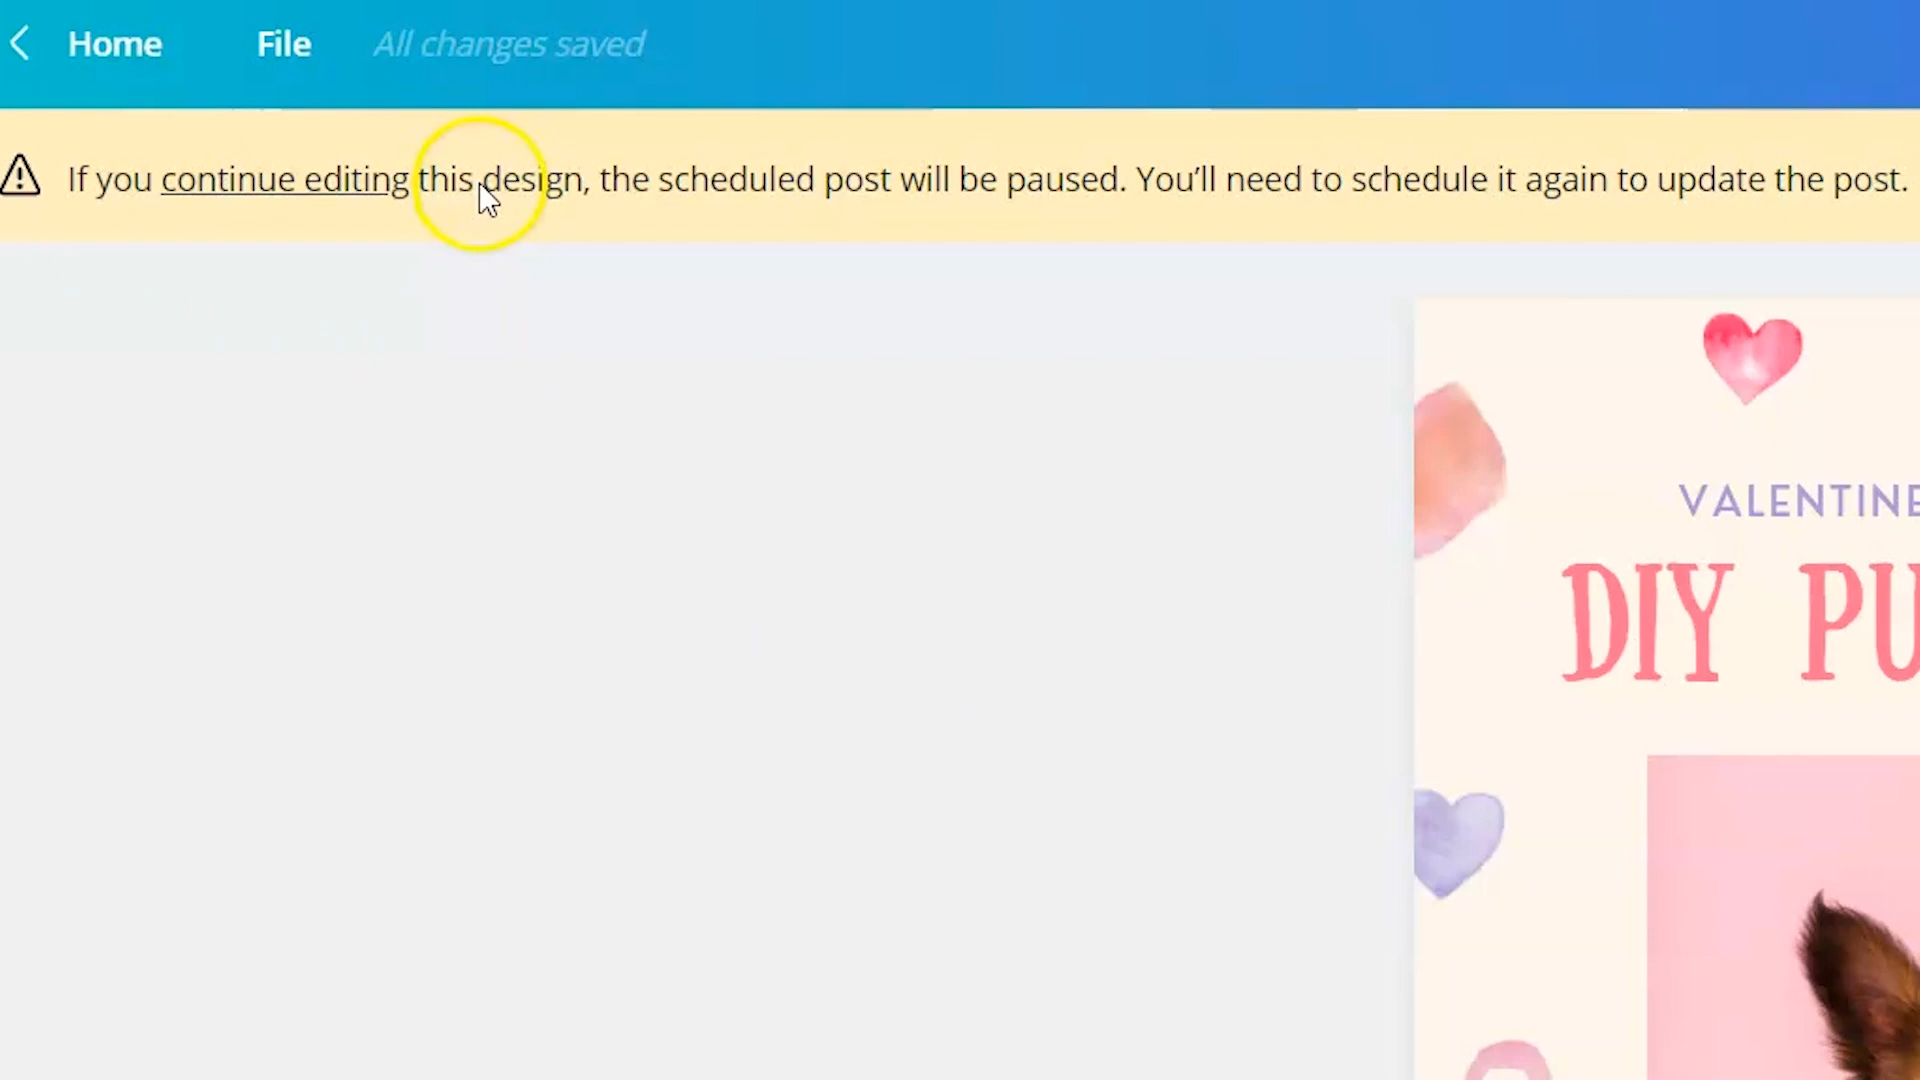 Home File All changes saved
If you continue editing this design, the scheduled post will be paused. You’ll need to schedule it again to update the post.
VALENTINE
DIY PU